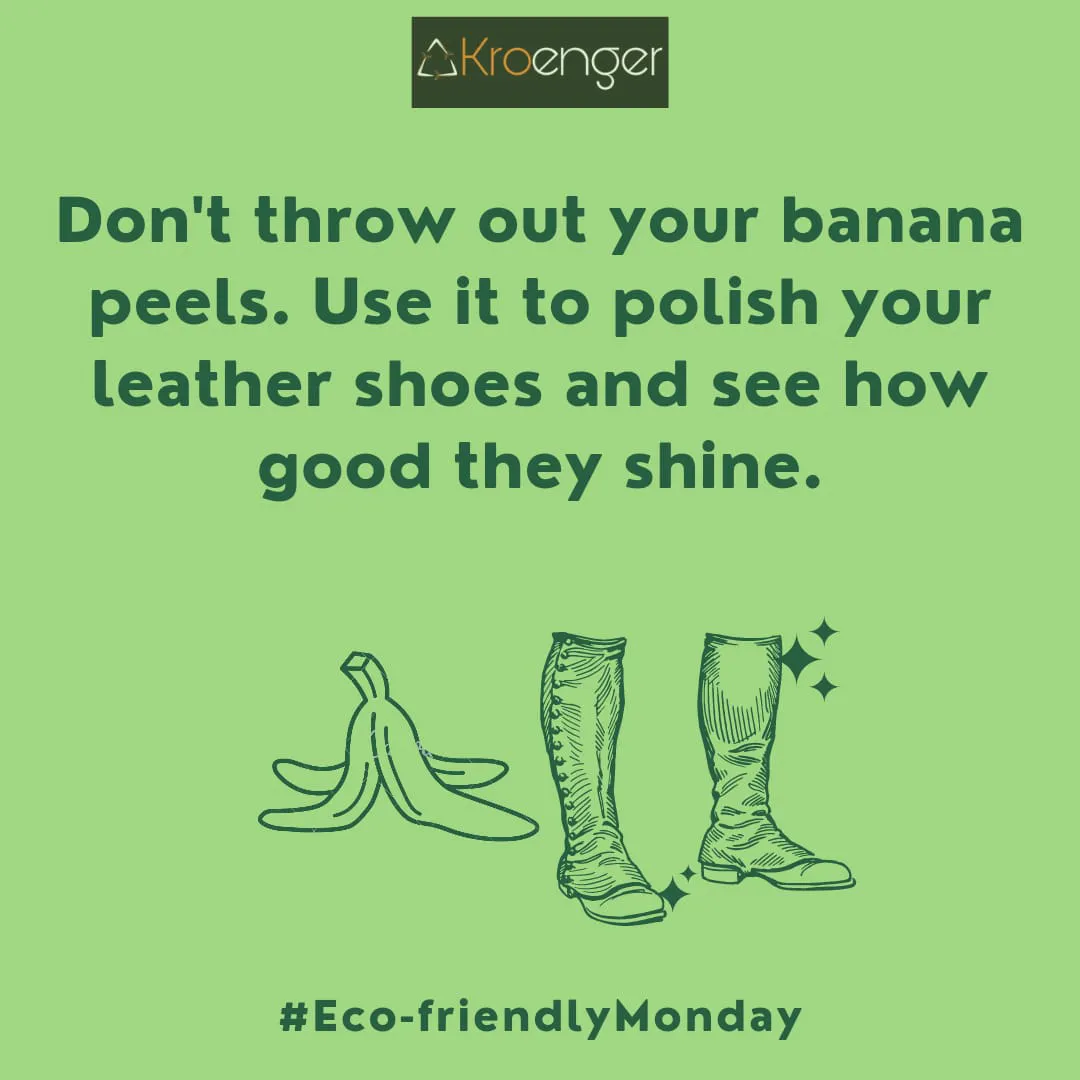 Kroenger
Don't throw out your banana
peels. Use it to polish your
leather shoes and see how
good they shine.
#Eco-friendlyMonday